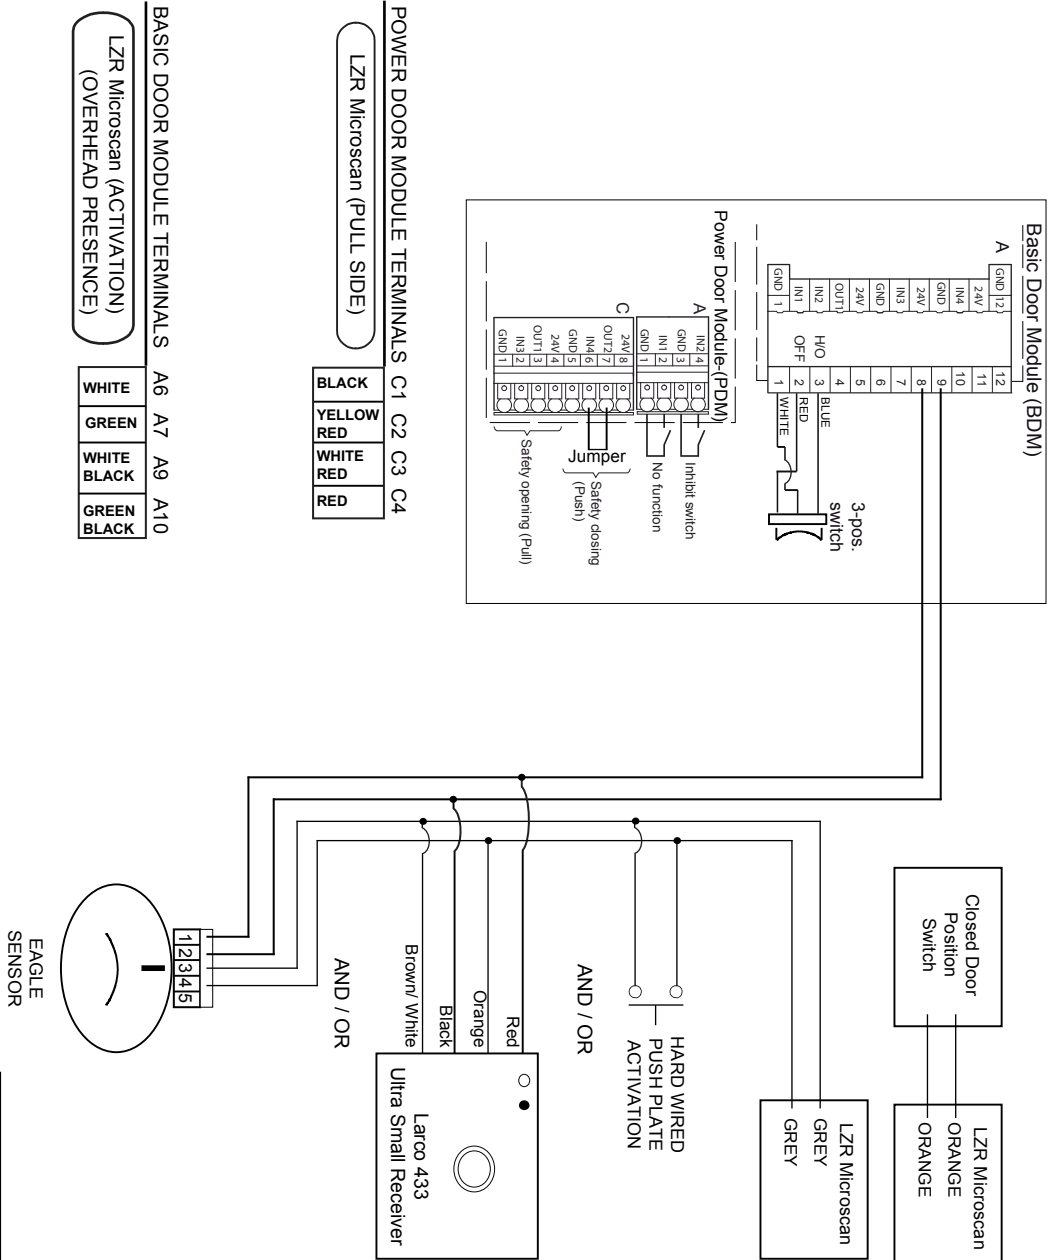 Basic Door Module (BDM)
A
GND 12
24V
IN4
GND
24V
IN3
GND
24V
OUT1
IN2
IN1
GND 1
H/O
OFF
12
11
10
9
8
7
6
5
4
3
2
1
BLUE
RED
WHITE
3-pos.
switch
Power Door Module-(PDM)
A
IN2 4
GND 3
IN1 2
GND 1
Inhibit switch
No function
C
24V 8
OUT2 7
IN4 6
GND 5
24V 4
OUT1 3
IN3 2
GND 1
Jumper
Safety closing
(Push)
Safety opening (Pull)
POWER DOOR MODULE TERMINALS C1 C2 C3 C4
LZR Microscan (PULL SIDE)
BLACK
YELLOW
RED
WHITE
RED
RED
BASIC DOOR MODULE TERMINALS A6 A7 A9 A10
LZR Microscan (ACTIVATION)
(OVERHEAD PRESENCE)
WHITE
GREEN
WHITE
BLACK
GREEN
BLACK
Closed Door
Position
Switch
LZR Microscan
ORANGE
ORANGE
LZR Microscan
GREY
GREY
HARD WIRED
PUSH PLATE
ACTIVATION
AND / OR
Red
Orange
Black
Brown/ White
Larco 433
Ultra Small Receiver
AND / OR
1 2 3 4 5
EAGLE
SENSOR